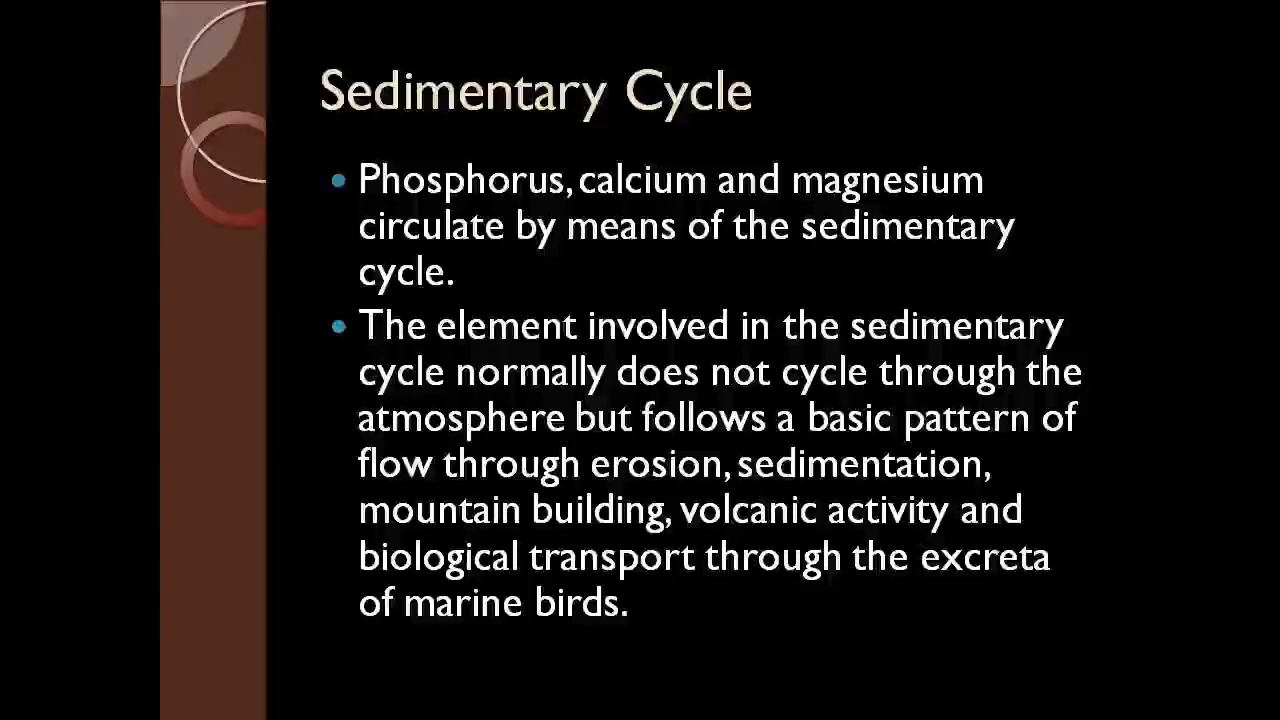 Sedimentary Cycle
• Phosphorus, calcium and magnesium
circulate by means of the sedimentary
cycle.
• The element involved in the sedimentary
cycle normally does not cycle through the
atmosphere but follows a basic pattern of
flow through erosion, sedimentation,
mountain building, volcanic activity and
biological transport through the excreta
of marine birds.